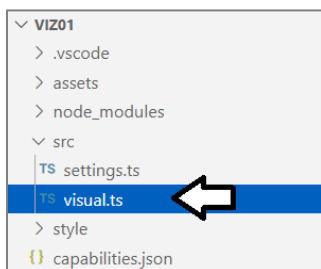 VIZ01
.vscode
assets
node_modules
src
TS settings.ts
TS visual.ts
style
{} capabilities.json